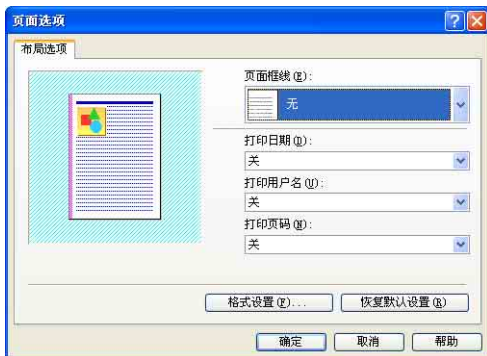 页面选项
布局选项
页面框线(E):
无
打印日期(D):
关
打印用户名(U):
关
打印页码(N):
关
格式设置(F)... 恢复默认设置(R)
确定 取消 帮助